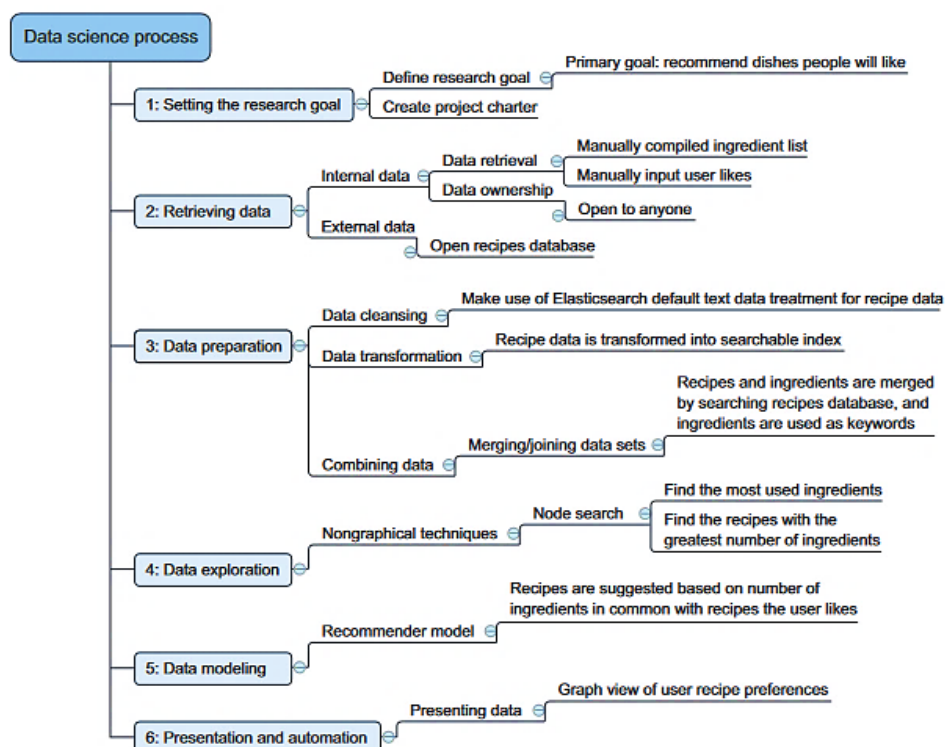 Data science process
1: Setting the research goal
Define research goal
Primary goal: recommend dishes people will like
Create project charter
2: Retrieving data
Internal data
Data retrieval
Manually compiled ingredient list
Manually input user likes
Data ownership
Open to anyone
External data
Open recipes database
3: Data preparation
Data cleansing
Make use of Elasticsearch default text data treatment for recipe data
Data transformation
Recipe data is transformed into searchable index
Combining data
Merging/joining data sets
Recipes and ingredients are merged
by searching recipes database, and
ingredients are used as keywords
4: Data exploration
Nongraphical techniques
Node search
Find the most used ingredients
Find the recipes with the
greatest number of ingredients
5: Data modeling
Recommender model
Recipes are suggested based on number of
ingredients in common with recipes the user likes
6: Presentation and automation
Presenting data
Graph view of user recipe preferences